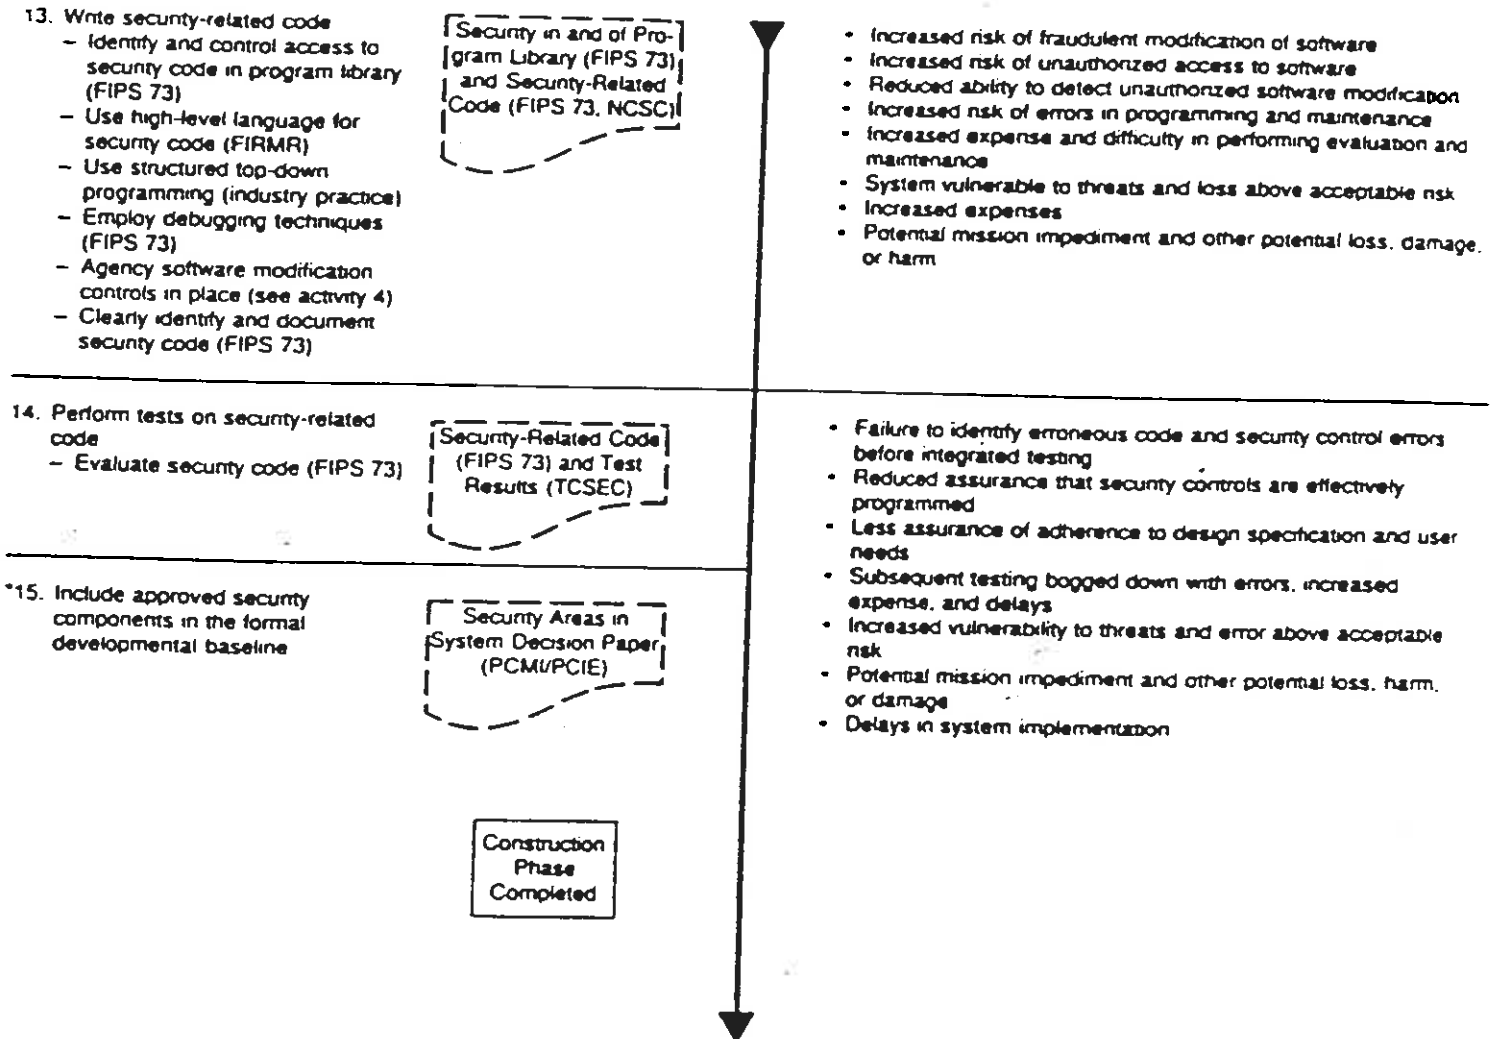 13. Write security-related code
– Identify and control access to
security code in program library
(FIPS 73)
– Use high-level language for
security code (FIRMR)
– Use structured top-down
programming (industry practice)
– Employ debugging techniques
(FIPS 73)
– Agency software modification
controls in place (see activity 4)
– Clearly identify and document
security code (FIPS 73)
Security in and of Pro-
gram Library (FIPS 73)
and Security-Related
Code (FIPS 73, NCSC)
• Increased risk of fraudulent modification of software
• Increased risk of unauthorized access to software
• Reduced ability to detect unauthorized software modification
• Increased risk of errors in programming and maintenance
• Increased expense and difficulty in performing evaluation and
maintenance
• System vulnerable to threats and loss above acceptable risk
• Increased expenses
• Potential mission impediment and other potential loss, damage,
or harm
14. Perform tests on security-related
code
– Evaluate security code (FIPS 73)
Security-Related Code
(FIPS 73) and Test
Results (TCSEC)
• Failure to identify erroneous code and security control errors
before integrated testing
• Reduced assurance that security controls are effectively
programmed
• Less assurance of adherence to design specification and user
needs
• Subsequent testing bogged down with errors, increased
expense, and delays
• Increased vulnerability to threats and error above acceptable
risk
• Potential mission impediment and other potential loss, harm,
or damage
• Delays in system implementation
*15. Include approved security
components in the formal
developmental baseline
Security Areas in
System Decision Paper
(PCMI/PCIE)
Construction
Phase
Completed